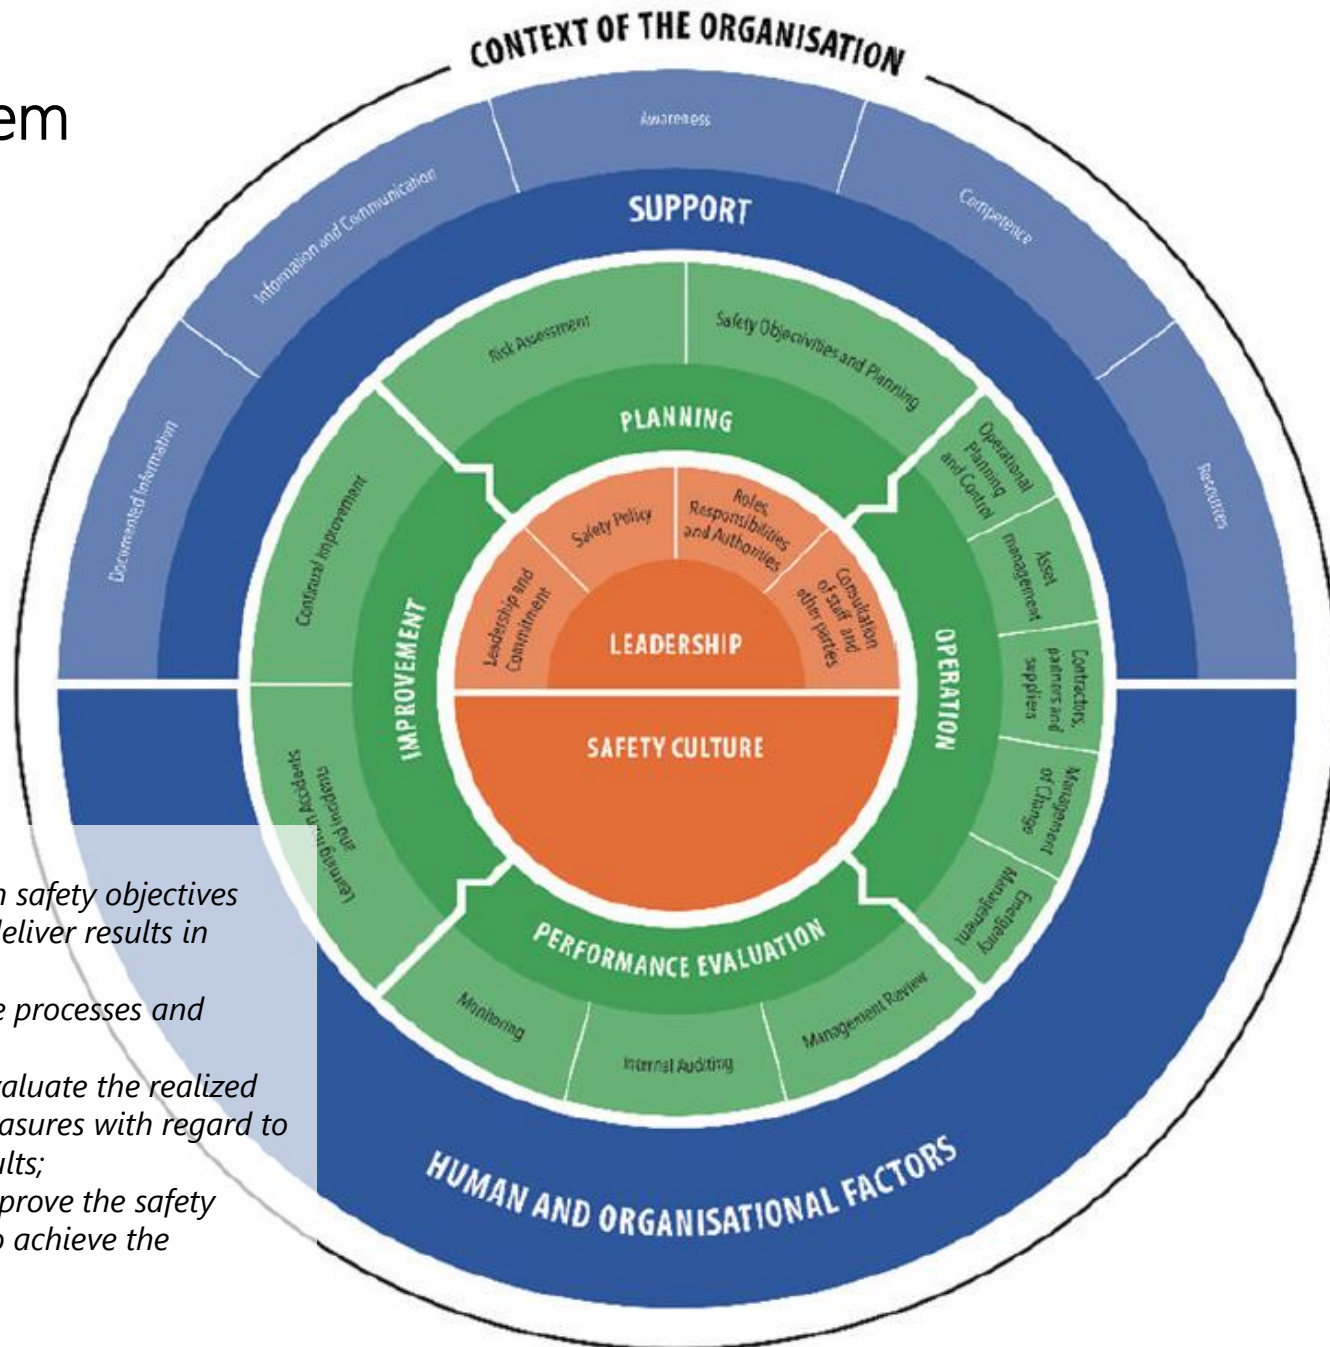 em
CONTEXT OF THE ORGANISATION
Awareness
Information and Communication
Competence
Documented Information
Resources
SUPPORT
Risk Assessment
Safety Objectivities and Planning
PLANNING
Operational
Planning
and Control
Asset
management
Contractors,
partners and
suppliers
Management
of Change
Emergency
Management
OPERATION
Continual Improvement
Learning from Accidents
and Incidents
IMPROVEMENT
Safety Policy
Roles,
Responsibilities
and Authorities
Leadership and
Commitment
Consulation
of staff and
other parties
LEADERSHIP
SAFETY CULTURE
PERFORMANCE EVALUATION
Monitoring
Internal Auditing
Management Review
HUMAN AND ORGANISATIONAL FACTORS
safety objectives
deliver results in
processes and
valuate the realized
asures with regard to
ults;
prove the safety
o achieve the